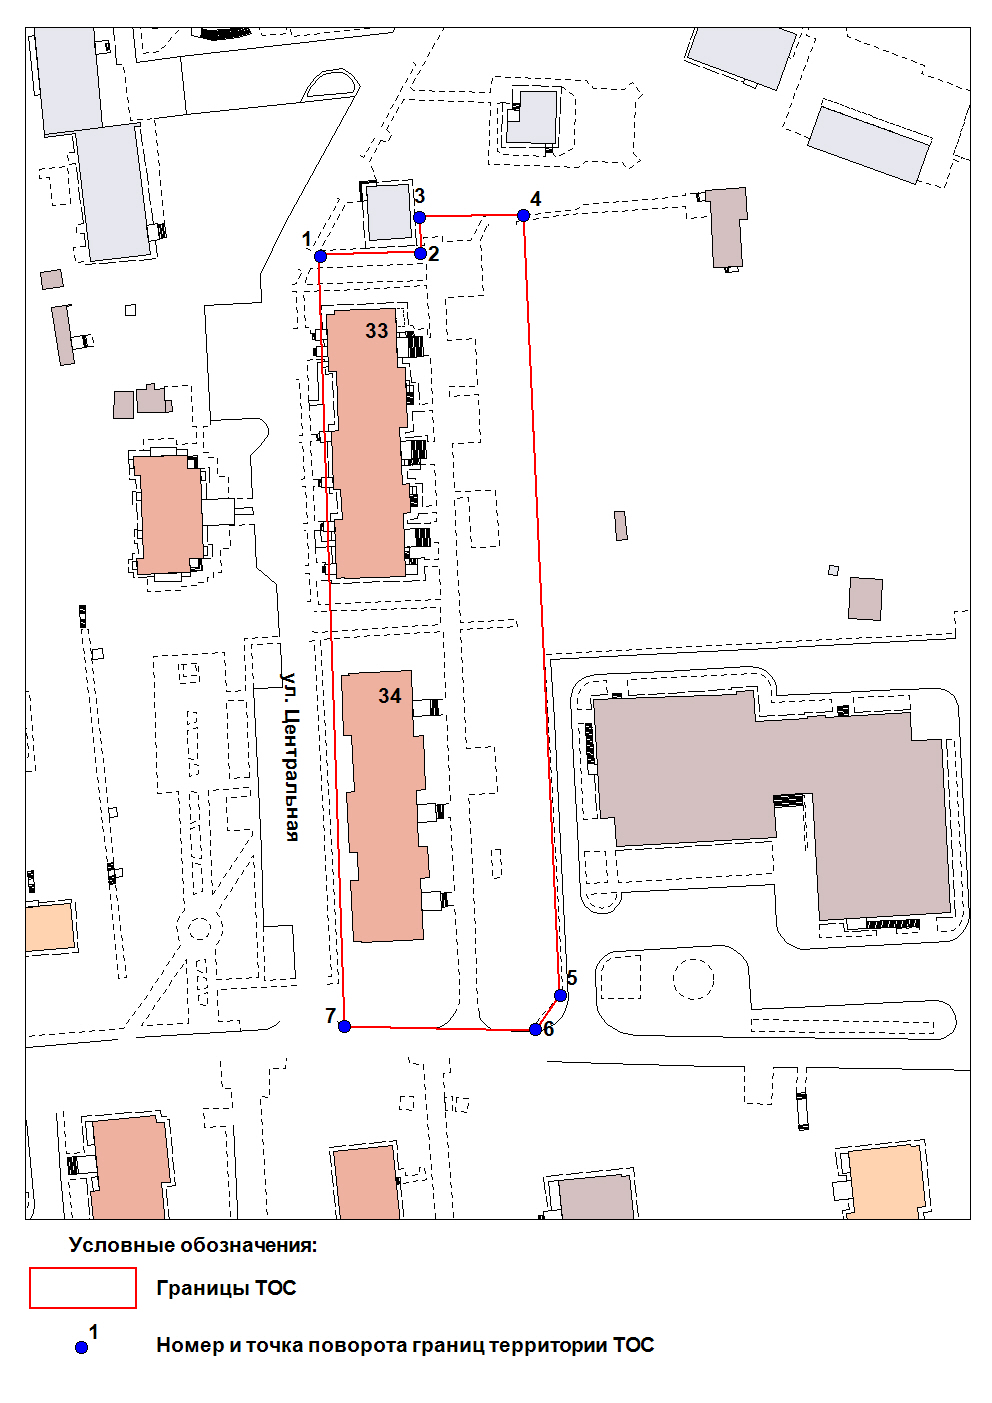 4
3
1
2
33
34
ул. Центральная
5
7
6
Условные обозначения:
Границы ТОС
1
Номер и точка поворота границ территории ТОС